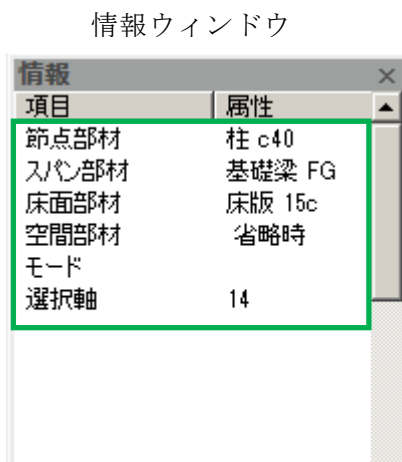 情報ウィンドウ
情報
項目 属性
節点部材 柱 c40
スパン部材 基礎梁 FG
床面部材 床版 15c
空間部材 省略時
モード
選択軸 14